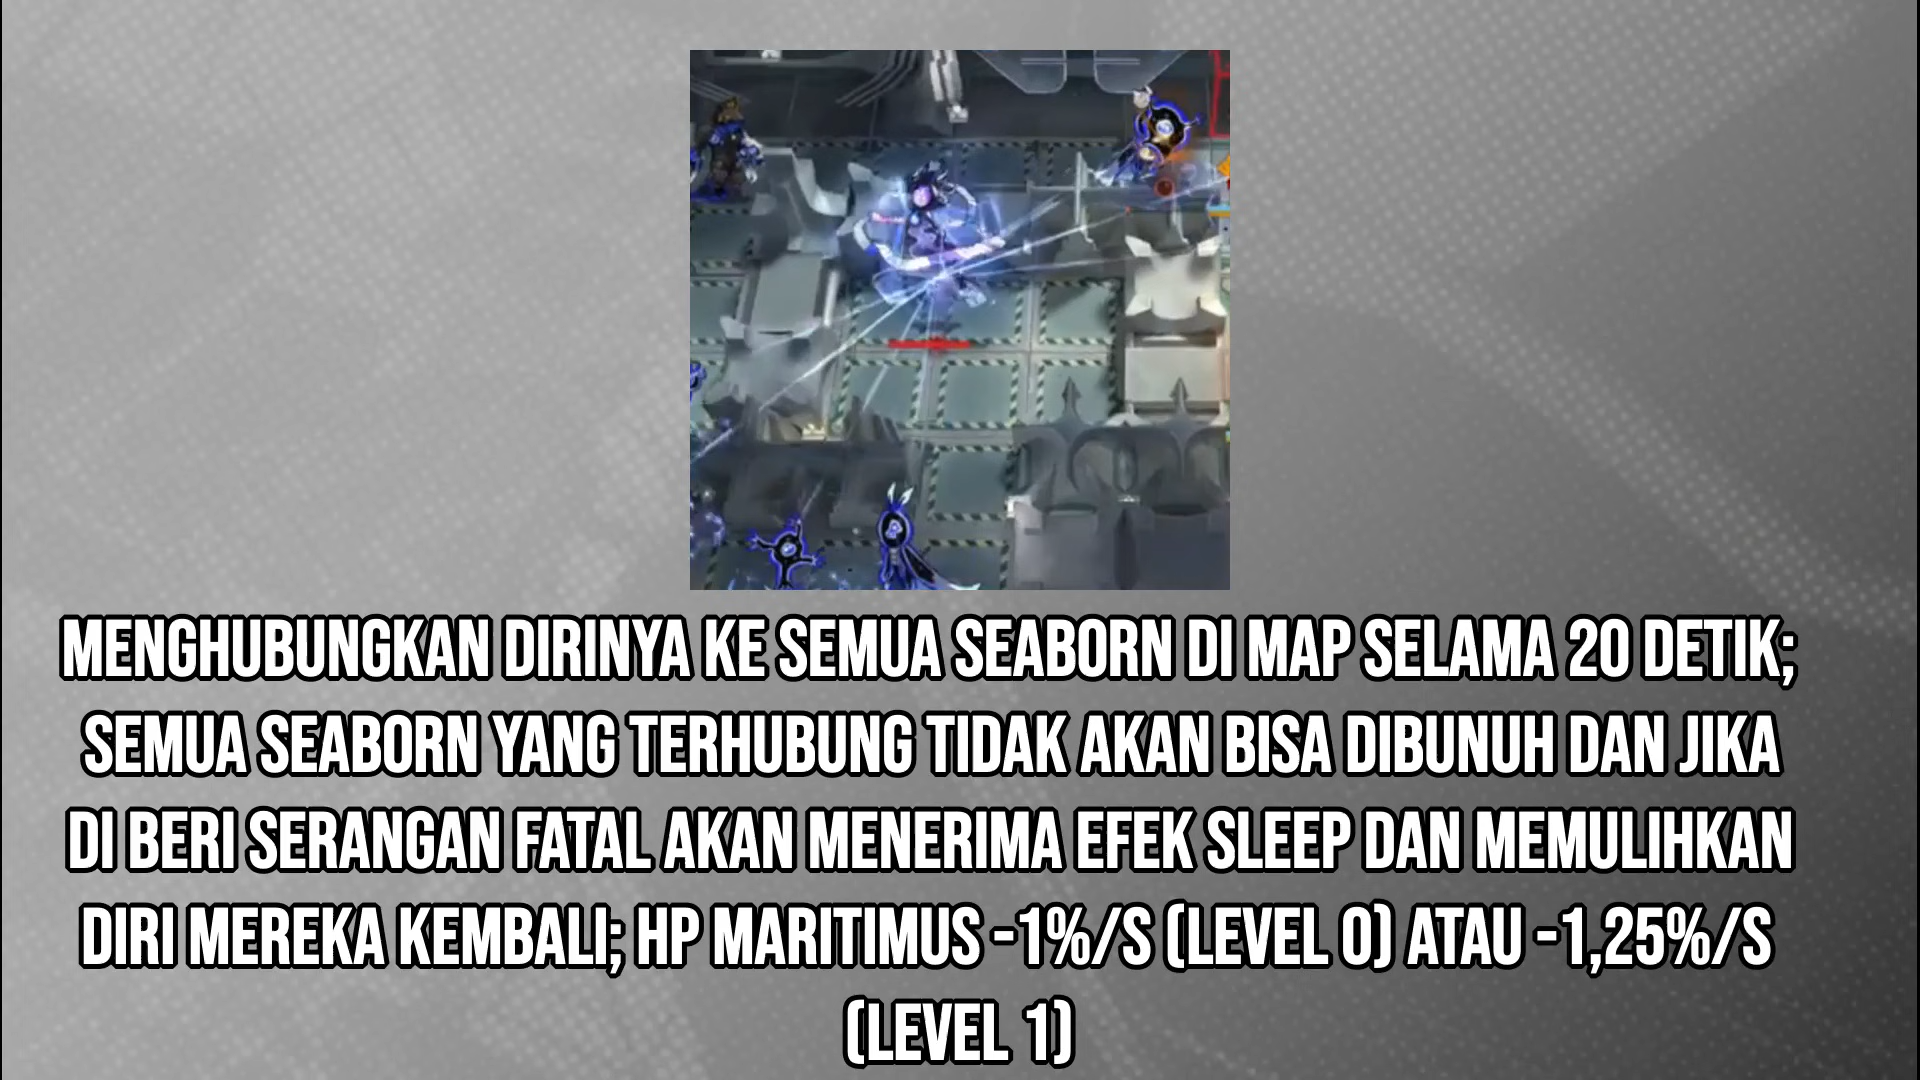 MENGHUBUNGKAN DIRINYA KE SEMUA SEABORN DI MAP SELAMA 20 DETIK;
SEMUA SEABORN YANG TERHUBUNG TIDAK AKAN BISA DIBUNUH DAN JIKA
DI BERI SERANGAN FATAL AKAN MENERIMA EFEK SLEEP DAN MEMULIHKAN
DIRI MEREKA KEMBALI; HP MARITIMUS -1%/S (LEVEL 0) ATAU -1,25%/S
(LEVEL 1)